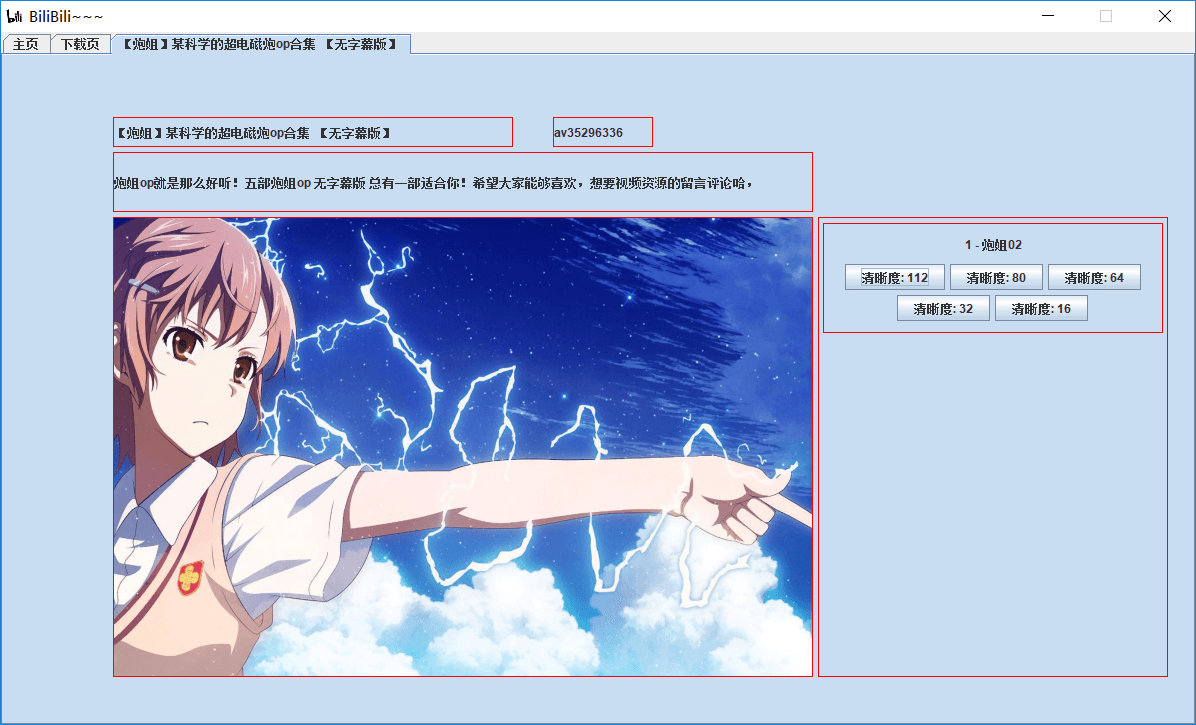 bili BiliBili~~~
主页 下载页 【炮姐】某科学的超电磁炮op合集 【无字幕版】
【炮姐】某科学的超电磁炮op合集 【无字幕版】 av35296336
炮姐op就是那么好听！五部炮姐op 无字幕版 总有一部适合你！希望大家能够喜欢，想要视频资源的留言评论哈，
1 - 炮姐02
清晰度: 112 清晰度: 80 清晰度: 64
清晰度: 32 清晰度: 16